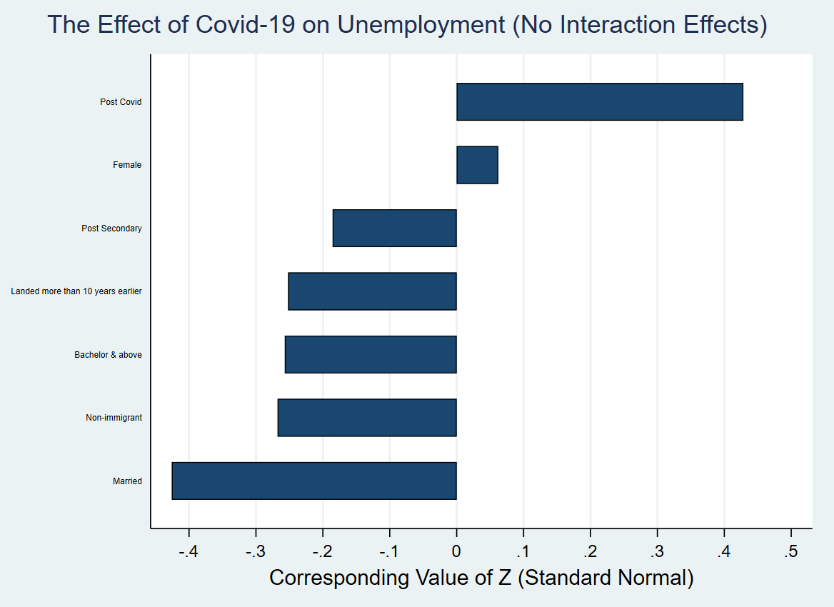 The Effect of Covid-19 on Unemployment (No Interaction Effects)
Post Covid
Female
Post Secondary
Landed more than 10 years earlier
Bachelor & above
Non-immigrant
Married
-.4 -.3 -.2 -.1 0 .1 .2 .3 .4 .5
Corresponding Value of Z (Standard Normal)